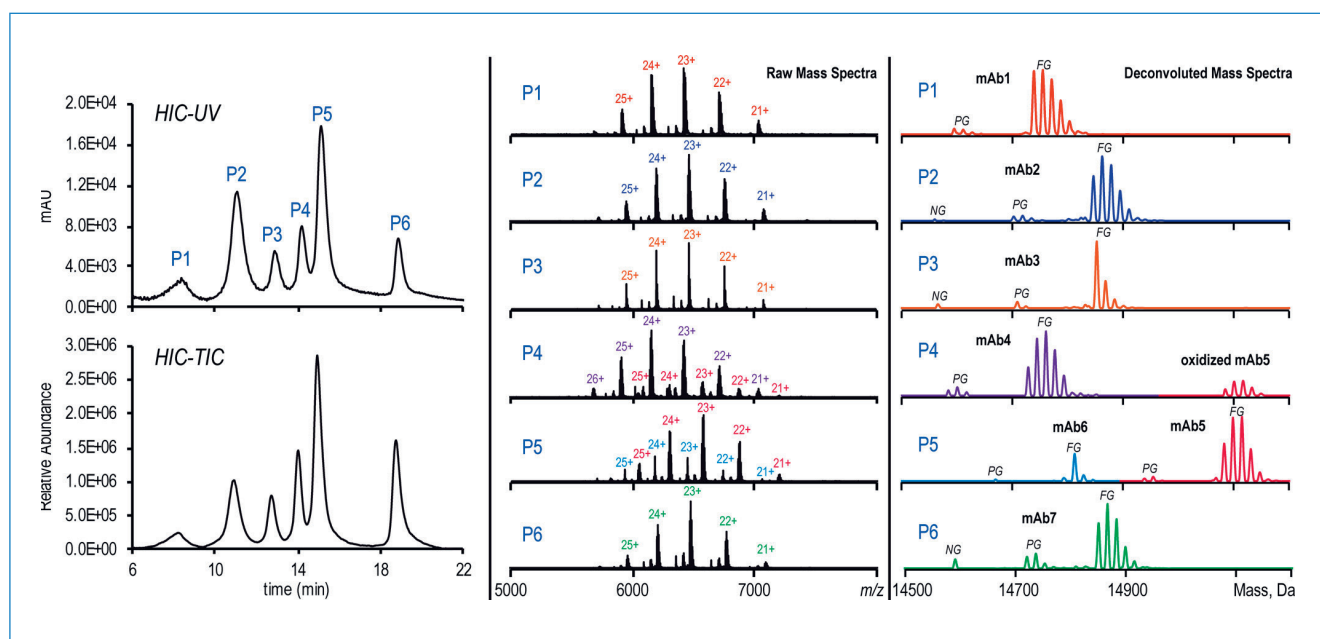 HIC-UV
mAU
2.0E+04
1.6E+04
1.2E+04
8.0E+03
4.0E+03
0.0E+00
P1
P2
P3
P4
P5
P6
HIC-TIC
Relative Abundance
3.0E+06
2.5E+06
2.0E+06
1.5E+06
1.0E+06
5.0E+05
0.0E+00
6 10 14 18 22
time (min)
Raw Mass Spectra
P1
25+ 24+ 23+ 22+ 21+
P2
25+ 24+ 23+ 22+ 21+
P3
25+ 24+ 23+ 22+ 21+
P4
26+ 25+ 25+ 24+ 24+ 23+ 23+ 22+ 22+ 21+ 21+
P5
25+ 25+ 24+ 24+ 23+ 23+ 22+ 22+ 21+ 21+
P6
25+ 24+ 23+ 22+ 21+
5000 6000 7000 m/z
Deconvoluted Mass Spectra
P1 mAb1
PG FG
P2 mAb2
NG PG FG
P3 mAb3
NG PG FG
P4 mAb4 oxidized mAb5
PG FG FG
P5 mAb6 mAb5
PG FG PG FG
P6 mAb7
NG PG FG
14500 14700 14900 Mass, Da